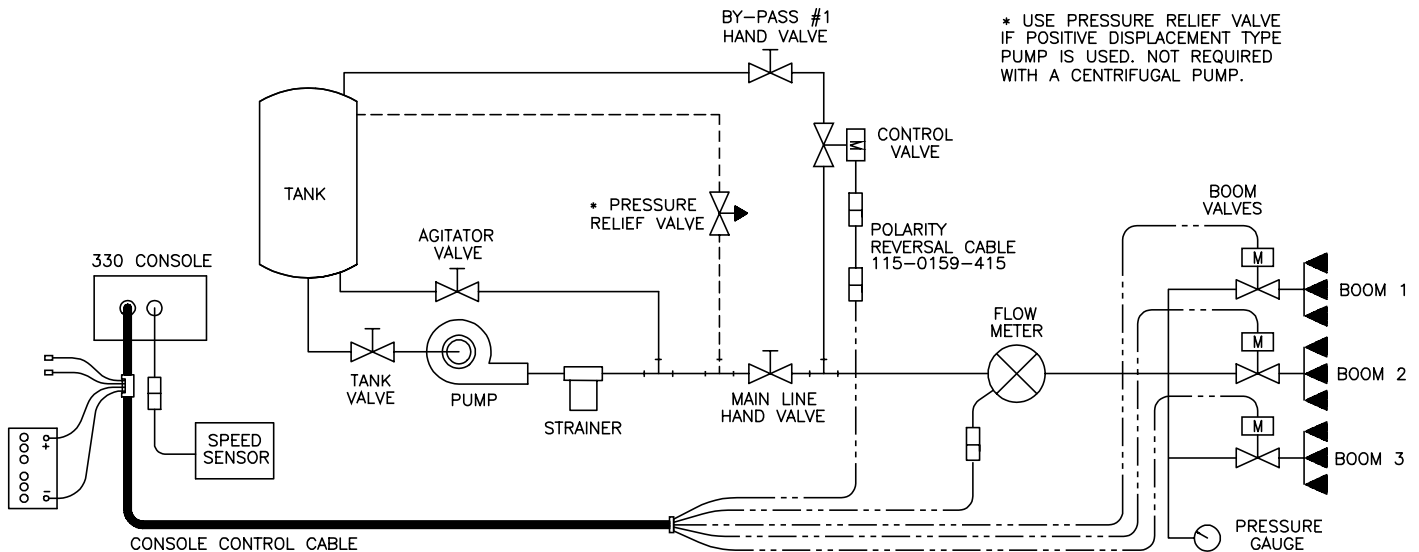 BY-PASS #1
HAND VALVE
* USE PRESSURE RELIEF VALVE
IF POSITIVE DISPLACEMENT TYPE
PUMP IS USED. NOT REQUIRED
WITH A CENTRIFUGAL PUMP.
M
CONTROL
VALVE
TANK
* PRESSURE
RELIEF VALVE
BOOM
VALVES
POLARITY
REVERSAL CABLE
115-0159-415
AGITATOR
VALVE
330 CONSOLE
M
BOOM 1
FLOW
METER
M
BOOM 2
TANK
VALVE
PUMP
MAIN LINE
HAND VALVE
STRAINER
M
BOOM 3
+
-
SPEED
SENSOR
CONSOLE CONTROL CABLE
PRESSURE
GAUGE